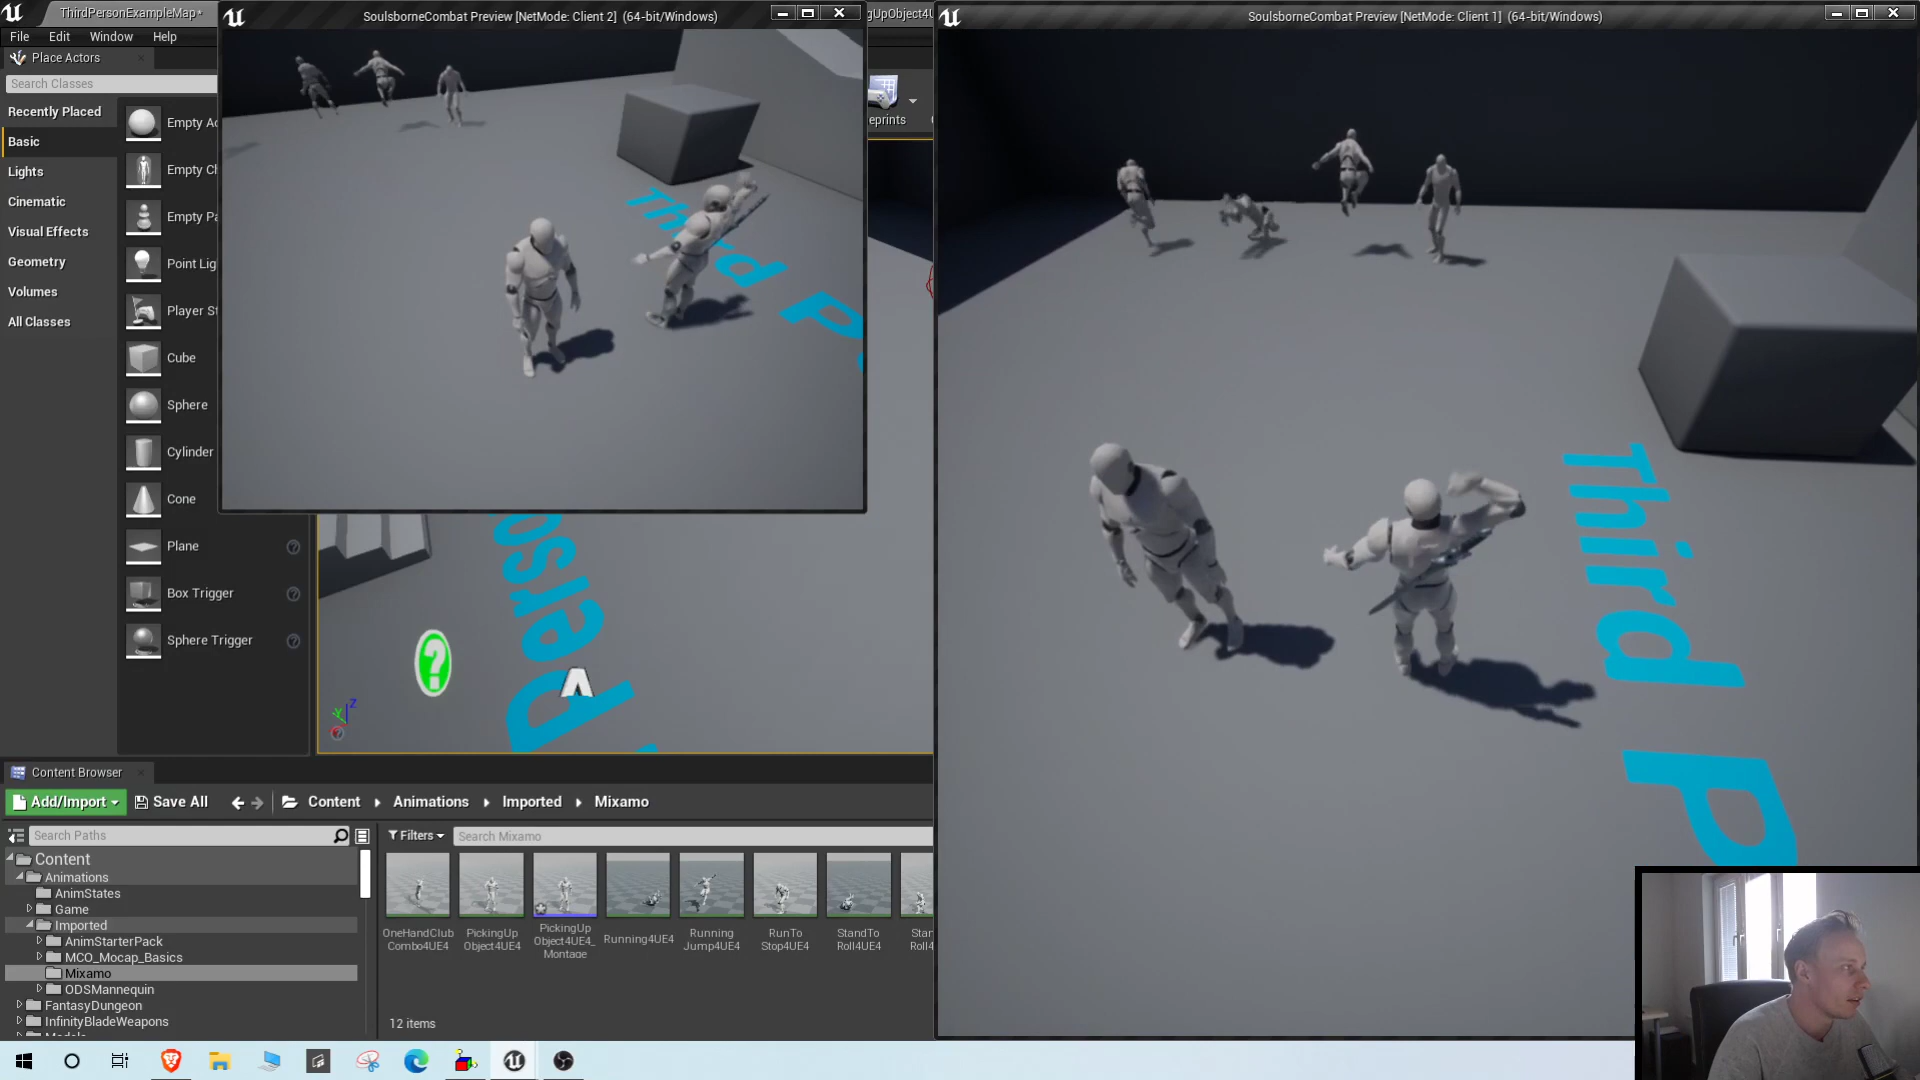 ThirdPersonExampleMap*
SoulsborneCombat Preview [NetMode: Client 2] (64-bit/Windows)
SoulsborneCombat Preview [NetMode: Client 1] (64-bit/Windows)
File
Edit
Window
Help
Place Actors
Search Classes
Recently Placed
Basic
Lights
Cinematic
Visual Effects
Geometry
Volumes
All Classes
Empty Ac
Empty Ch
Empty Pa
Point Lig
Player St
Cube
Sphere
Cylinder
Cone
Plane
Box Trigger
Sphere Trigger
eprints
Third P
Third P
Perso
Content Browser
Add/Import
Save All
Content
Animations
Imported
Mixamo
Search Paths
Filters
Search Mixamo
Content
Animations
AnimStates
Game
Imported
AnimStarterPack
MCO_Mocap_Basics
Mixamo
ODSMannequin
FantasyDungeon
InfinityBladeWeapons
OneHandClub
Combo4UE4
PickingUp
Object4UE4
PickingUp
Object4UE4_
Montage
Running4UE4
Running
Jump4UE4
RunTo
Stop4UE4
StandTo
Roll4UE4
Stan
Roll4
12 items